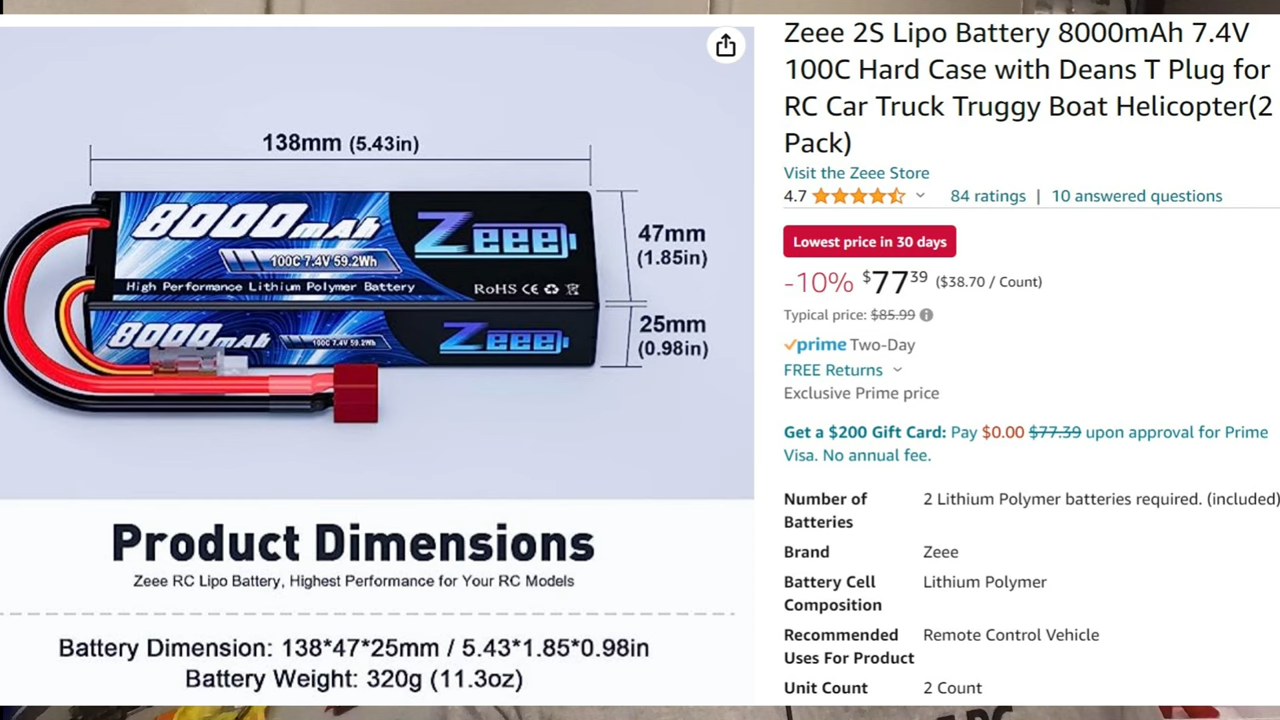 138mm (5.43in)
8000mAh
Zeee
100C 7.4V 59.2Wh
High Performance Lithium Polymer Battery
RoHS CE
47mm
(1.85in)
8000mAh
100C 7.4V 59.2Wh
Zeee
25mm
(0.98in)
Product Dimensions
Zeee RC Lipo Battery, Highest Performance for Your RC Models
Battery Dimension: 138*47*25mm / 5.43*1.85*0.98in
Battery Weight: 320g (11.3oz)
Zeee 2S Lipo Battery 8000mAh 7.4V
100C Hard Case with Deans T Plug for
RC Car Truck Truggy Boat Helicopter(2
Pack)
Visit the Zeee Store
4.7 84 ratings | 10 answered questions
Lowest price in 30 days
-10% $7739 ($38.70 / Count)
Typical price: $85.99
prime Two-Day
FREE Returns
Exclusive Prime price
Get a $200 Gift Card: Pay $0.00 $77.39 upon approval for Prime
Visa. No annual fee.
Number of 2 Lithium Polymer batteries required. (included)
Batteries
Brand Zeee
Battery Cell Lithium Polymer
Composition
Recommended Remote Control Vehicle
Uses For Product
Unit Count 2 Count